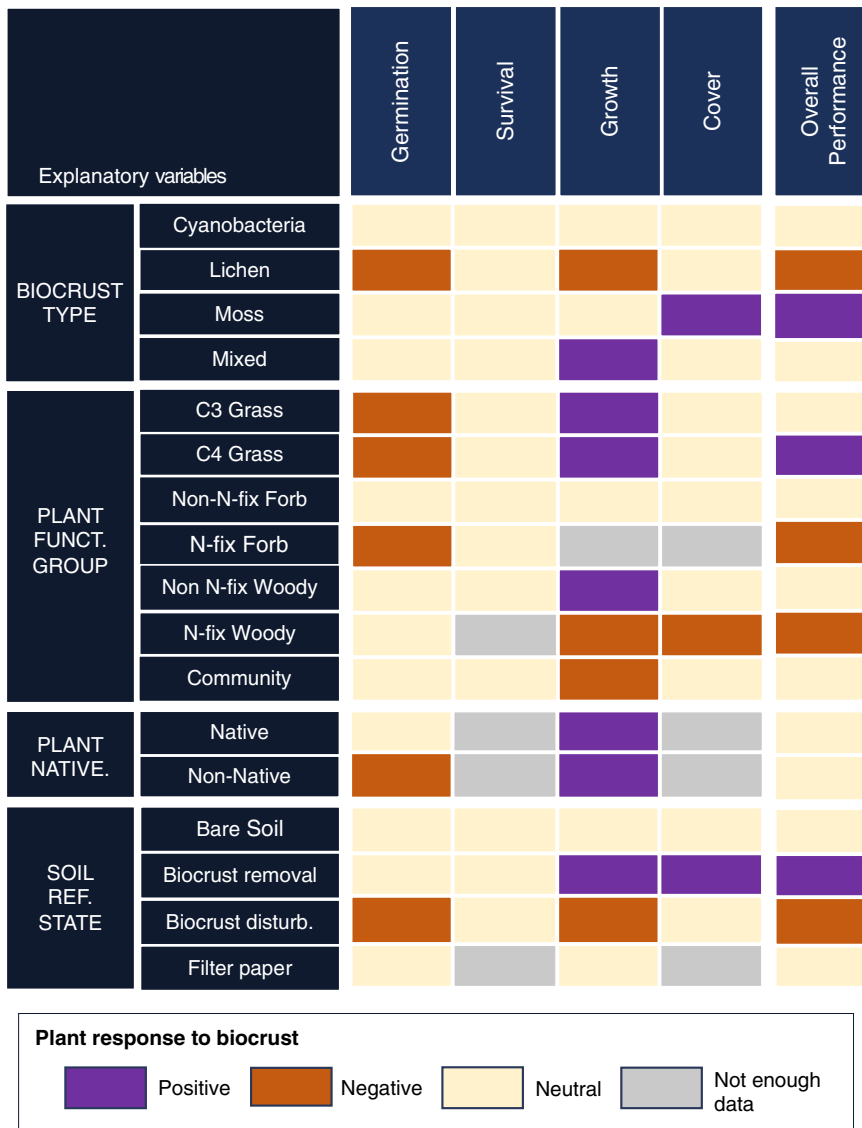 Explanatory variables
Germination
Survival
Growth
Cover
Overall
Performance
BIOCRUST
TYPE
Cyanobacteria
Lichen
Moss
Mixed
PLANT
FUNCT.
GROUP
C3 Grass
C4 Grass
Non-N-fix Forb
N-fix Forb
Non N-fix Woody
N-fix Woody
Community
PLANT
NATIVE.
Native
Non-Native
SOIL
REF.
STATE
Bare Soil
Biocrust removal
Biocrust disturb.
Filter paper
Plant response to biocrust
Positive
Negative
Neutral
Not enough
data